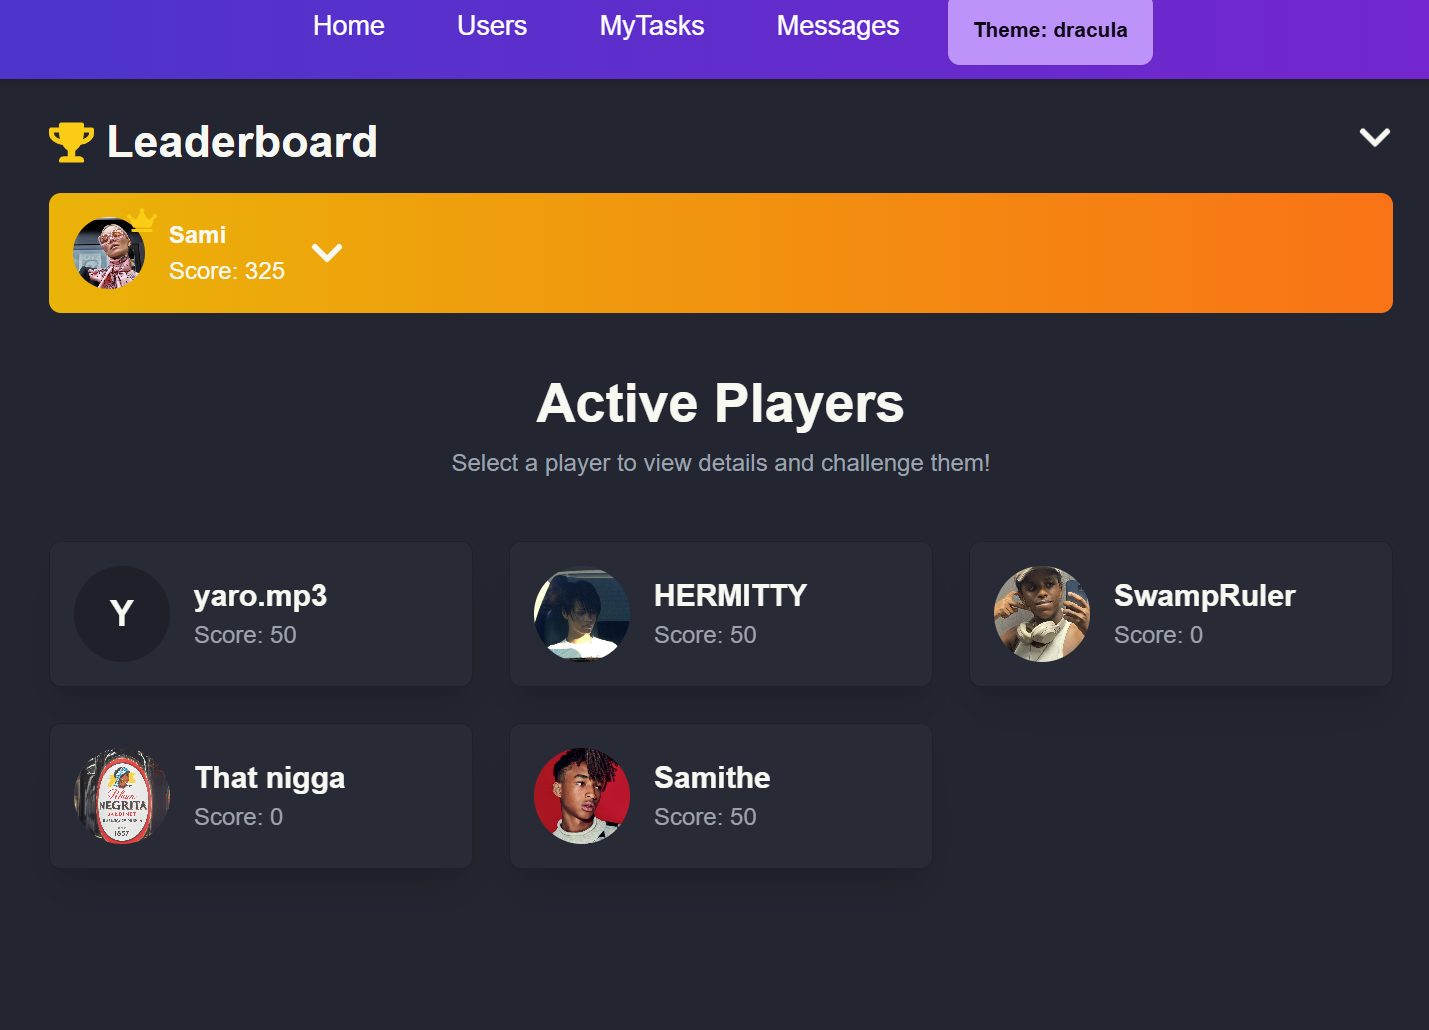 Home Users MyTasks Messages Theme: dracula
Leaderboard
Sami
Score: 325
Active Players
Select a player to view details and challenge them!
Y
yaro.mp3
Score: 50
HERMITTY
Score: 50
SwampRuler
Score: 0
NEGRITA
1857
That nigga
Score: 0
Samithe
Score: 50